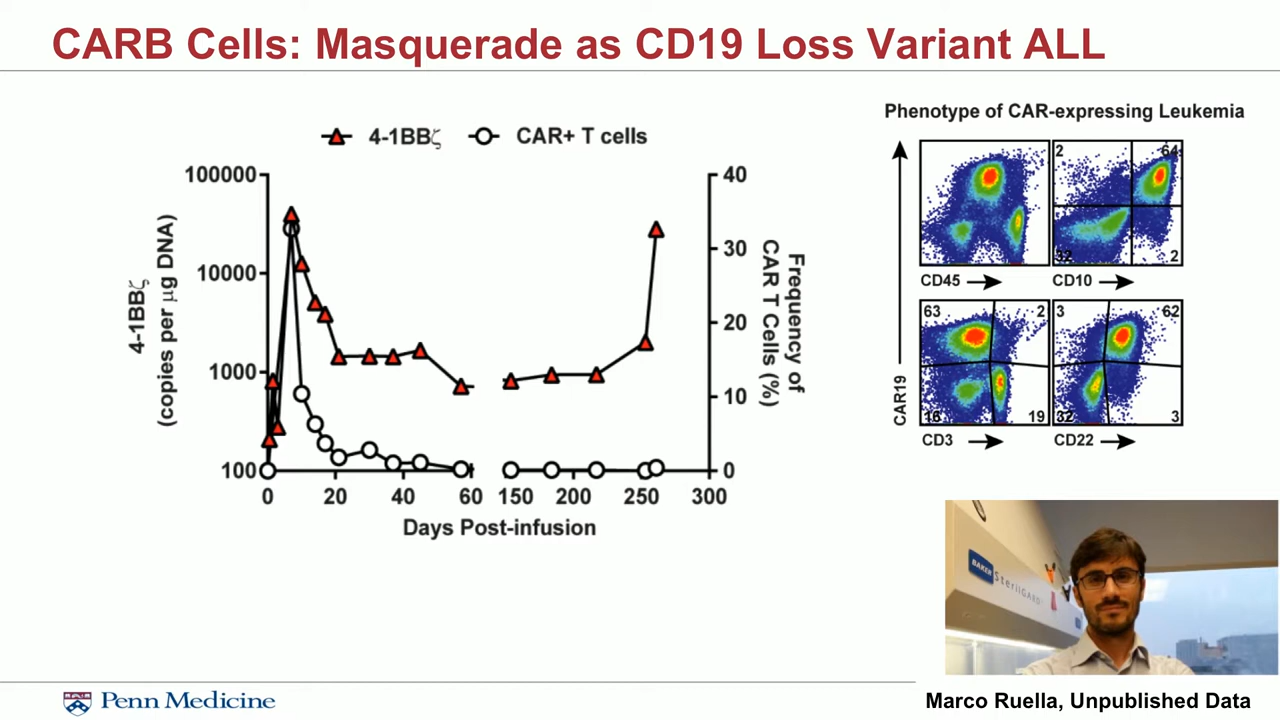 CARB Cells: Masquerade as CD19 Loss Variant ALL
4-1BBζ
CAR+ T cells
100000
10000
1000
100
4-1BBζ
(copies per μg DNA)
40
30
20
10
0
Frequency of
CAR T Cells (%)
0 20 40 60 150 200 250 300
Days Post-infusion
Phenotype of CAR-expressing Leukemia
2 64
32 2
CD45 CD10
63 2 3 62
16 19 32 3
CD3 CD22
CAR19
BAKER
SterilGARD
Penn Medicine
Marco Ruella, Unpublished Data